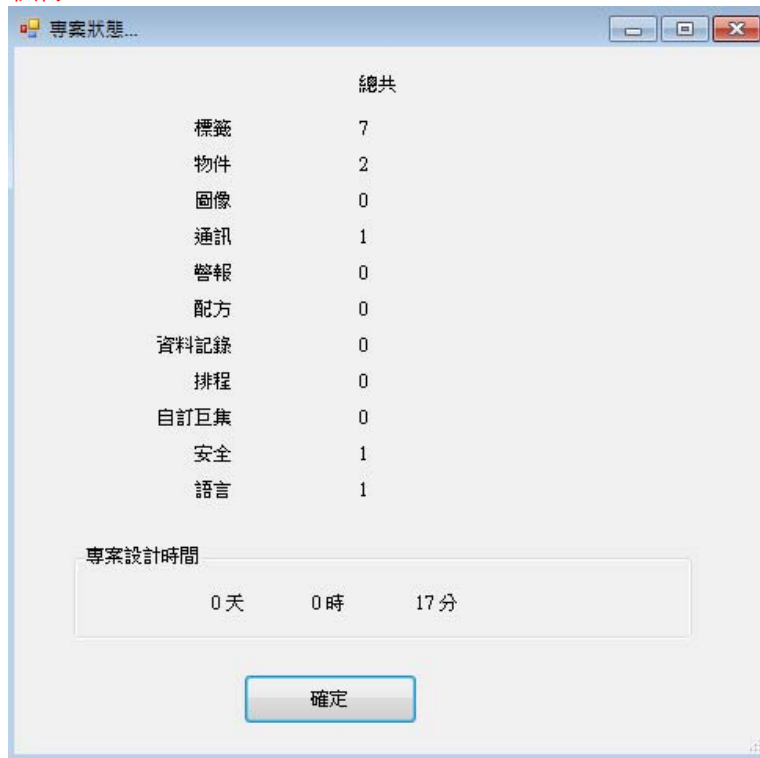 專案狀態...
總共
標籤 7
物件 2
圖像 0
通訊 1
警報 0
配方 0
資料記錄 0
排程 0
自訂巨集 0
安全 1
語言 1
專案設計時間
0 天 0 時 17 分
確定